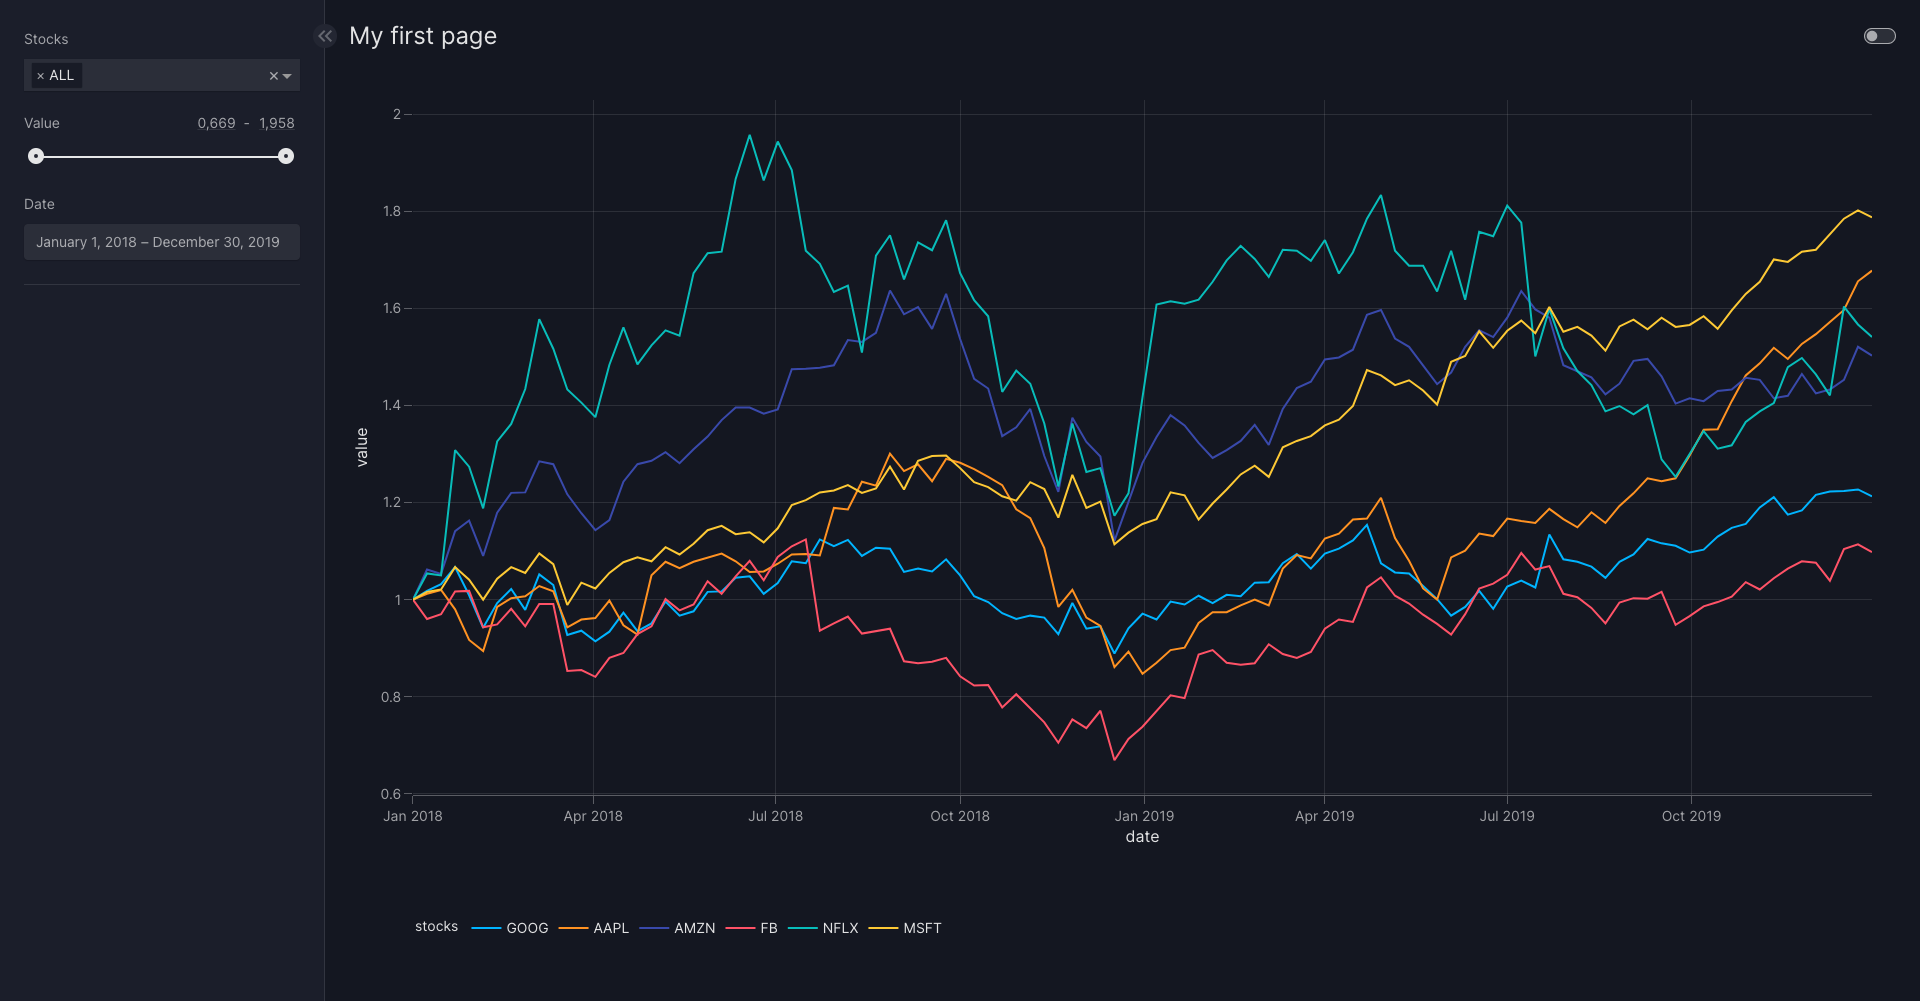 Stocks
× ALL
Value 0,669 - 1,958
Date
January 1, 2018 – December 30, 2019
My first page
2
1.8
1.6
1.4
1.2
1
0.8
0.6
value
Jan 2018 Apr 2018 Jul 2018 Oct 2018 Jan 2019 Apr 2019 Jul 2019 Oct 2019
date
stocks GOOG AAPL AMZN FB NFLX MSFT